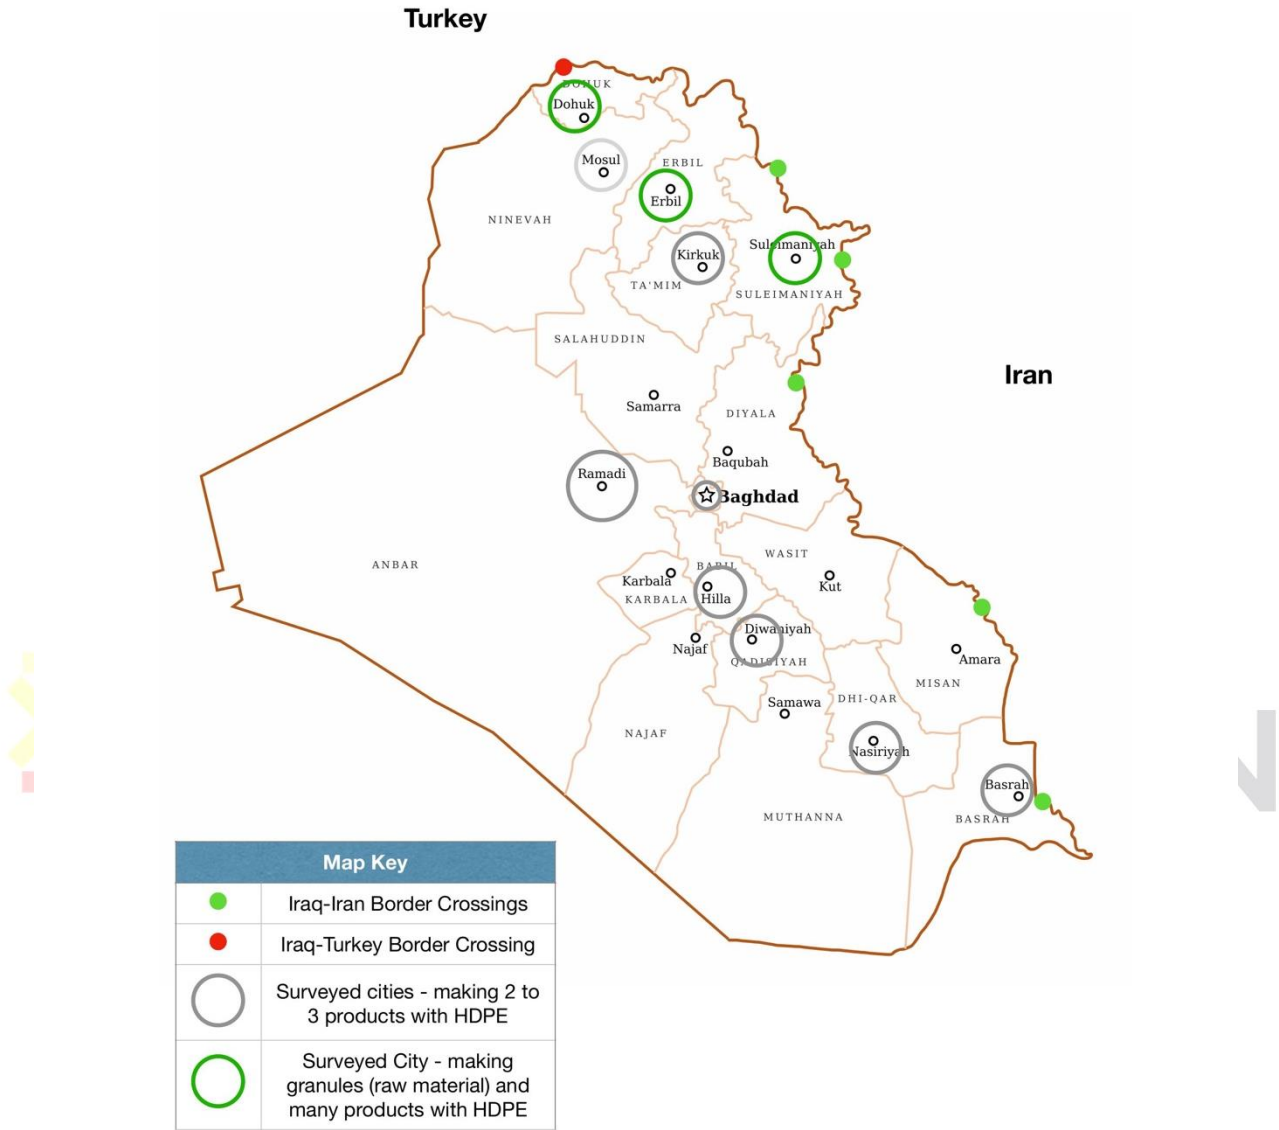 Turkey
DOHUK
Dohuk
Mosul
ERBIL
Erbil
NINEVAH
Kirkuk
Suleimaniyah
TA'MIM
SULEIMANIYAH
SALAHUDDIN
Iran
Samarra
DIYALA
Baqubah
Ramadi
Baghdad
WASIT
ANBAR
BABIL
Karbala
Kut
KARBALA
Hilla
Diwaniyah
Najaf
QADISIYAH
Amara
MISAN
Samawa
DHI-QAR
NAJAF
Nasiriyah
Basrah
MUTHANNA
BASRAH
Map Key
Iraq-Iran Border Crossings
Iraq-Turkey Border Crossing
Surveyed cities - making 2 to
3 products with HDPE
Surveyed City - making
granules (raw material) and
many products with HDPE